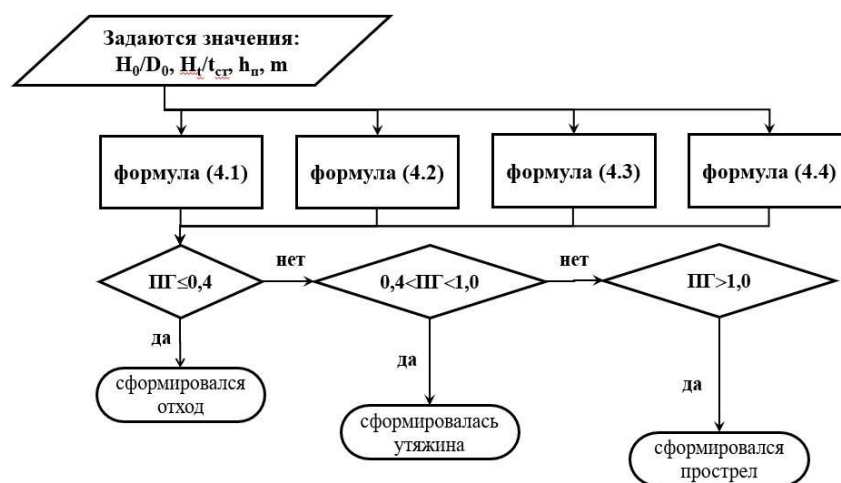 Задаются значения:
H₀/D₀, Hₜ/tст, hп, m
формула (4.1)
формула (4.2)
формула (4.3)
формула (4.4)
ПГ≤0,4
нет
0,4<ПГ<1,0
нет
ПГ>1,0
да
да
да
сформировался
отход
сформировалась
утяжина
сформировался
прострел